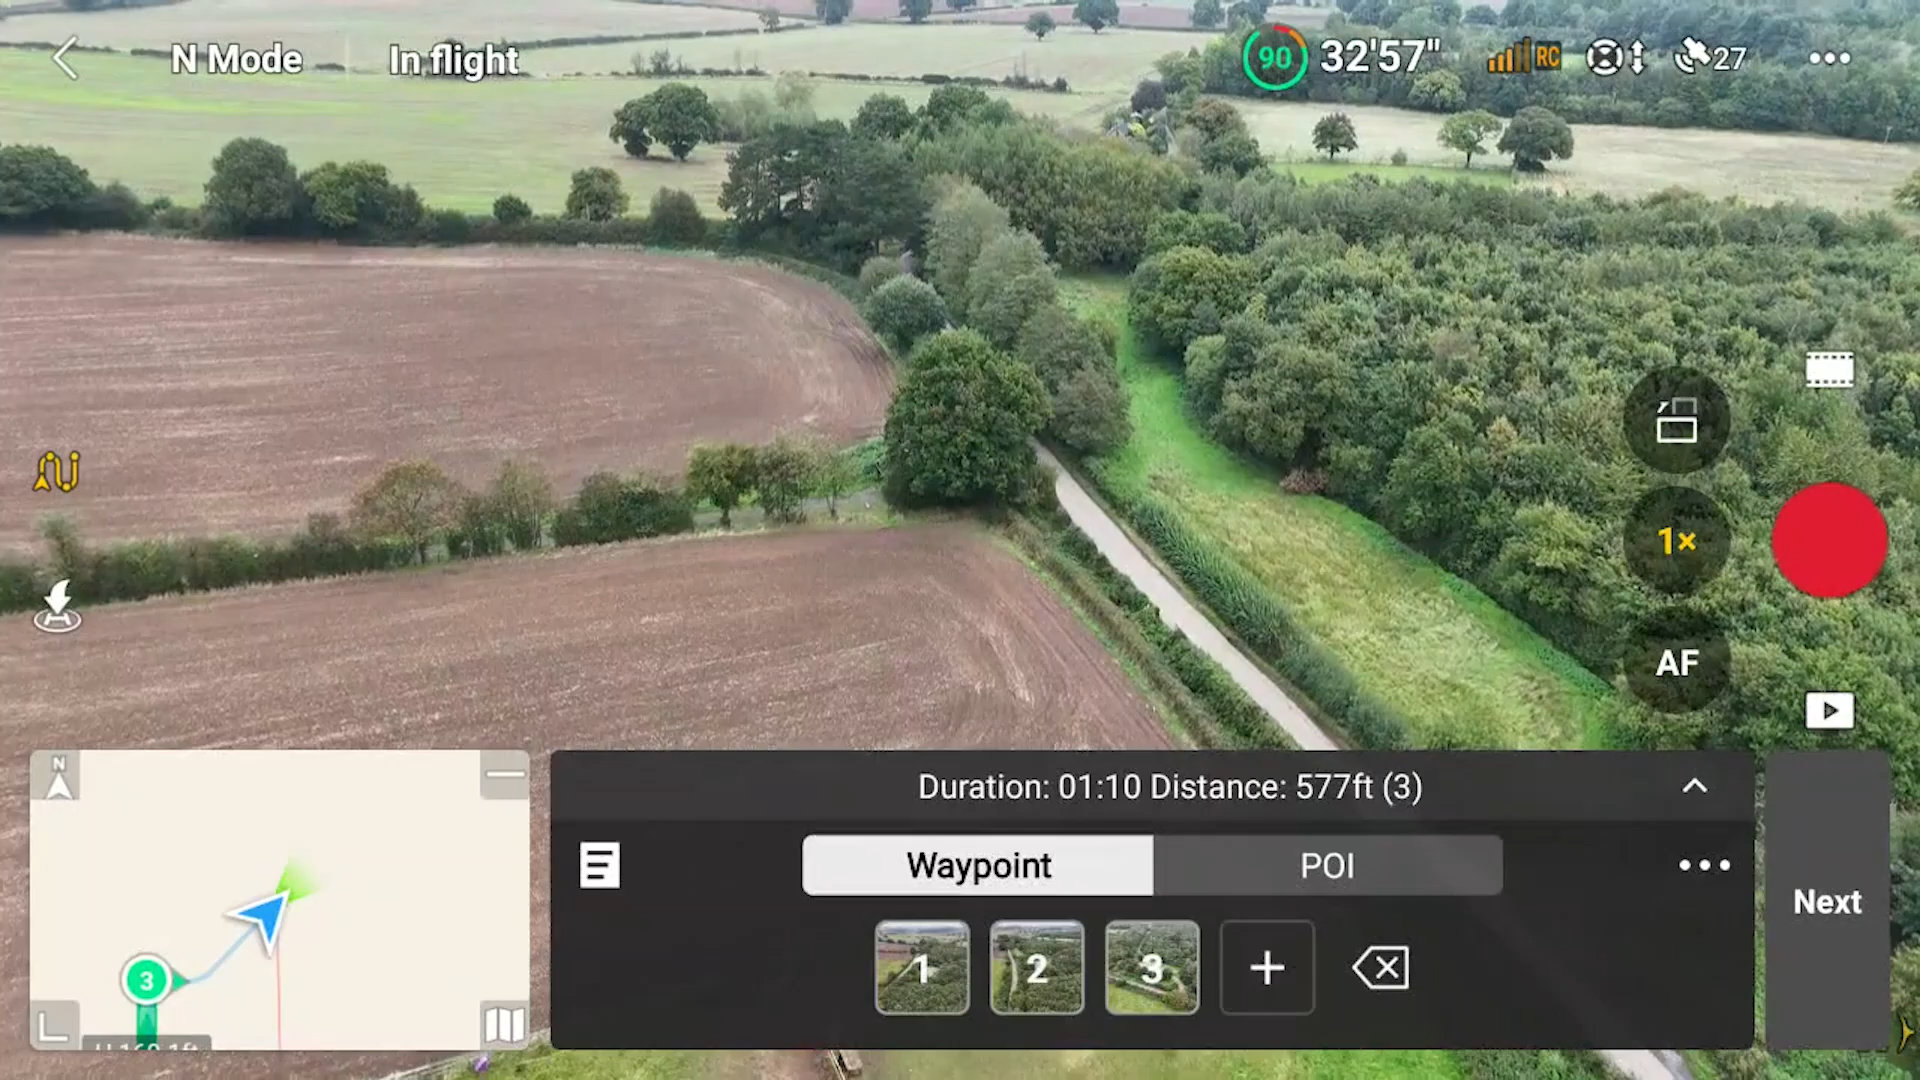 N Mode
In flight
90
32'57"
RC
27
1×
AF
N
3
Duration: 01:10 Distance: 577ft (3)
Waypoint
POI
1
2
3
Next